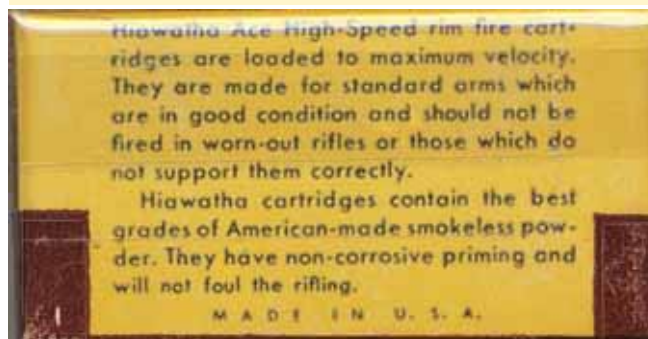 Hiawatha Ace High-Speed rim fire cart-
ridges are loaded to maximum velocity.
They are made for standard arms which
are in good condition and should not be
fired in worn-out rifles or those which do
not support them correctly.
Hiawatha cartridges contain the best
grades of American-made smokeless pow-
der. They have non-corrosive priming and
will not foul the rifling.
MADE IN U. S. A.